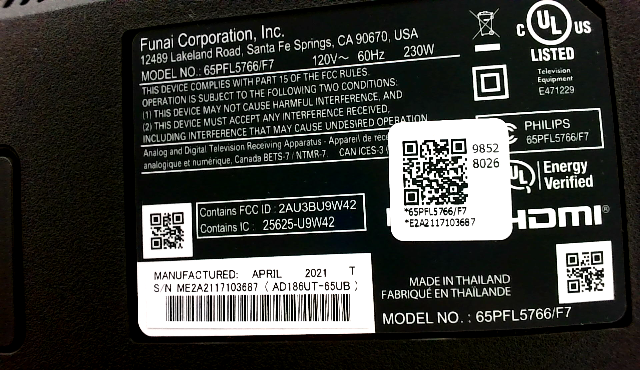 Funai Corporation, Inc.
12489 Lakeland Road, Santa Fe Springs, CA 90670, USA
MODEL NO.: 65PFL5766/F7 120V～ 60Hz 230W
THIS DEVICE COMPLIES WITH PART 15 OF THE FCC RULES.
OPERATION IS SUBJECT TO THE FOLLOWING TWO CONDITIONS:
(1) THIS DEVICE MAY NOT CAUSE HARMFUL INTERFERENCE, AND
(2) THIS DEVICE MUST ACCEPT ANY INTERFERENCE RECEIVED,
INCLUDING INTERFERENCE THAT MAY CAUSE UNDESIRED OPERATION.
Analog and Digital Television Receiving Apparatus - Appareil de
analogique et numérique, Canada BETS-7 / NTMR-7 CAN ICES-3
C UL US
LISTED
Television
Equipment
E471229
PHILIPS
65PFL5766/F7
UL Energy
Verified
HDMI®
9852
8026
*65PFL5766/F7
*E2A2117103687
Contains FCC ID : 2AU3BU9W42
Contains IC : 25625-U9W42
MANUFACTURED: APRIL 2021 T
S/N ME2A2117103687 ( AD186UT-65UB )
MADE IN THAILAND
FABRIQUÉ EN THAÏLANDE
MODEL NO. : 65PFL5766/F7